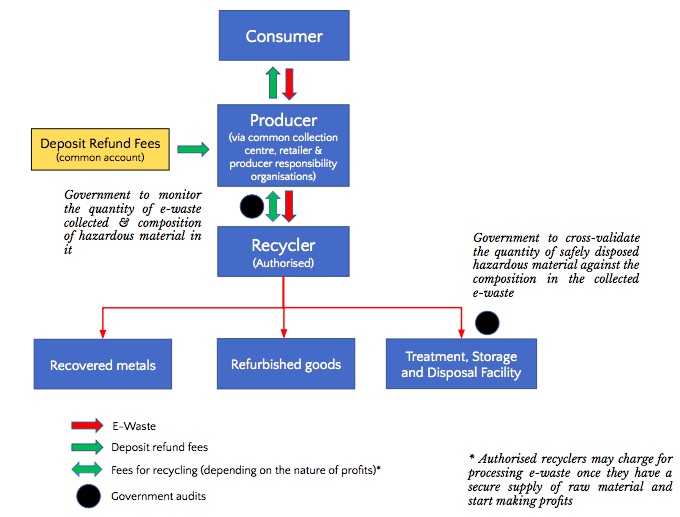 Consumer
Producer
(via common collection
centre, retailer &
producer responsibility
organisations)
Deposit Refund Fees
(common account)
Government to monitor
the quantity of e-waste
collected & composition
of hazardous material in
it
Recycler
(Authorised)
Government to cross-validate
the quantity of safely disposed
hazardous material against the
composition in the collected
e-waste
Recovered metals
Refurbished goods
Treatment, Storage
and Disposal Facility
E-Waste
Deposit refund fees
Fees for recycling (depending on the nature of profits)*
Government audits
* Authorised recyclers may charge for
processing e-waste once they have a
secure supply of raw material and
start making profits